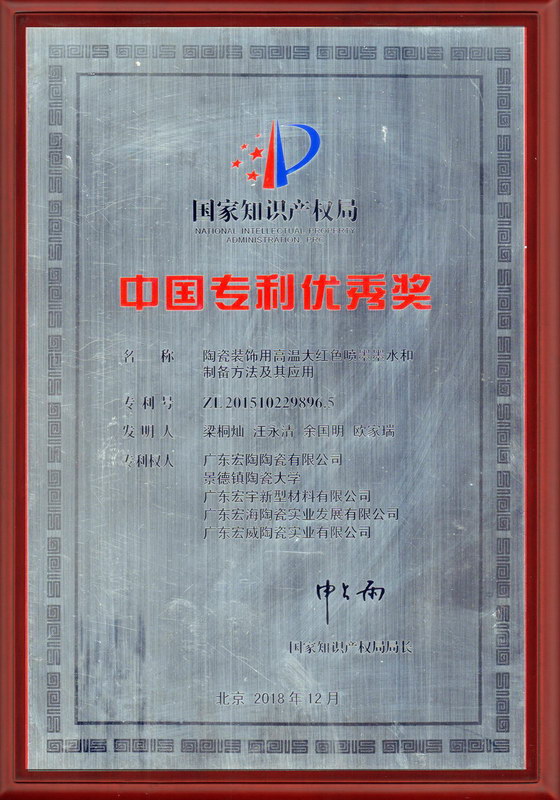 国家知识产权局
NATIONAL INTELLECTUAL PROPERTY
ADMINISTRATION, PRC
中国专利优秀奖
名 称 陶瓷装饰用高温大红色喷墨墨水和
制备方法及其应用
专 利 号 ZL 201510229896.5
发 明 人 梁桐灿 汪永清 余国明 欧家瑞
专利权人 广东宏陶陶瓷有限公司
景德镇陶瓷大学
广东宏宇新型材料有限公司
广东宏海陶瓷实业发展有限公司
广东宏威陶瓷实业有限公司
申长雨
国家知识产权局局长
北京 2018 年 12 月